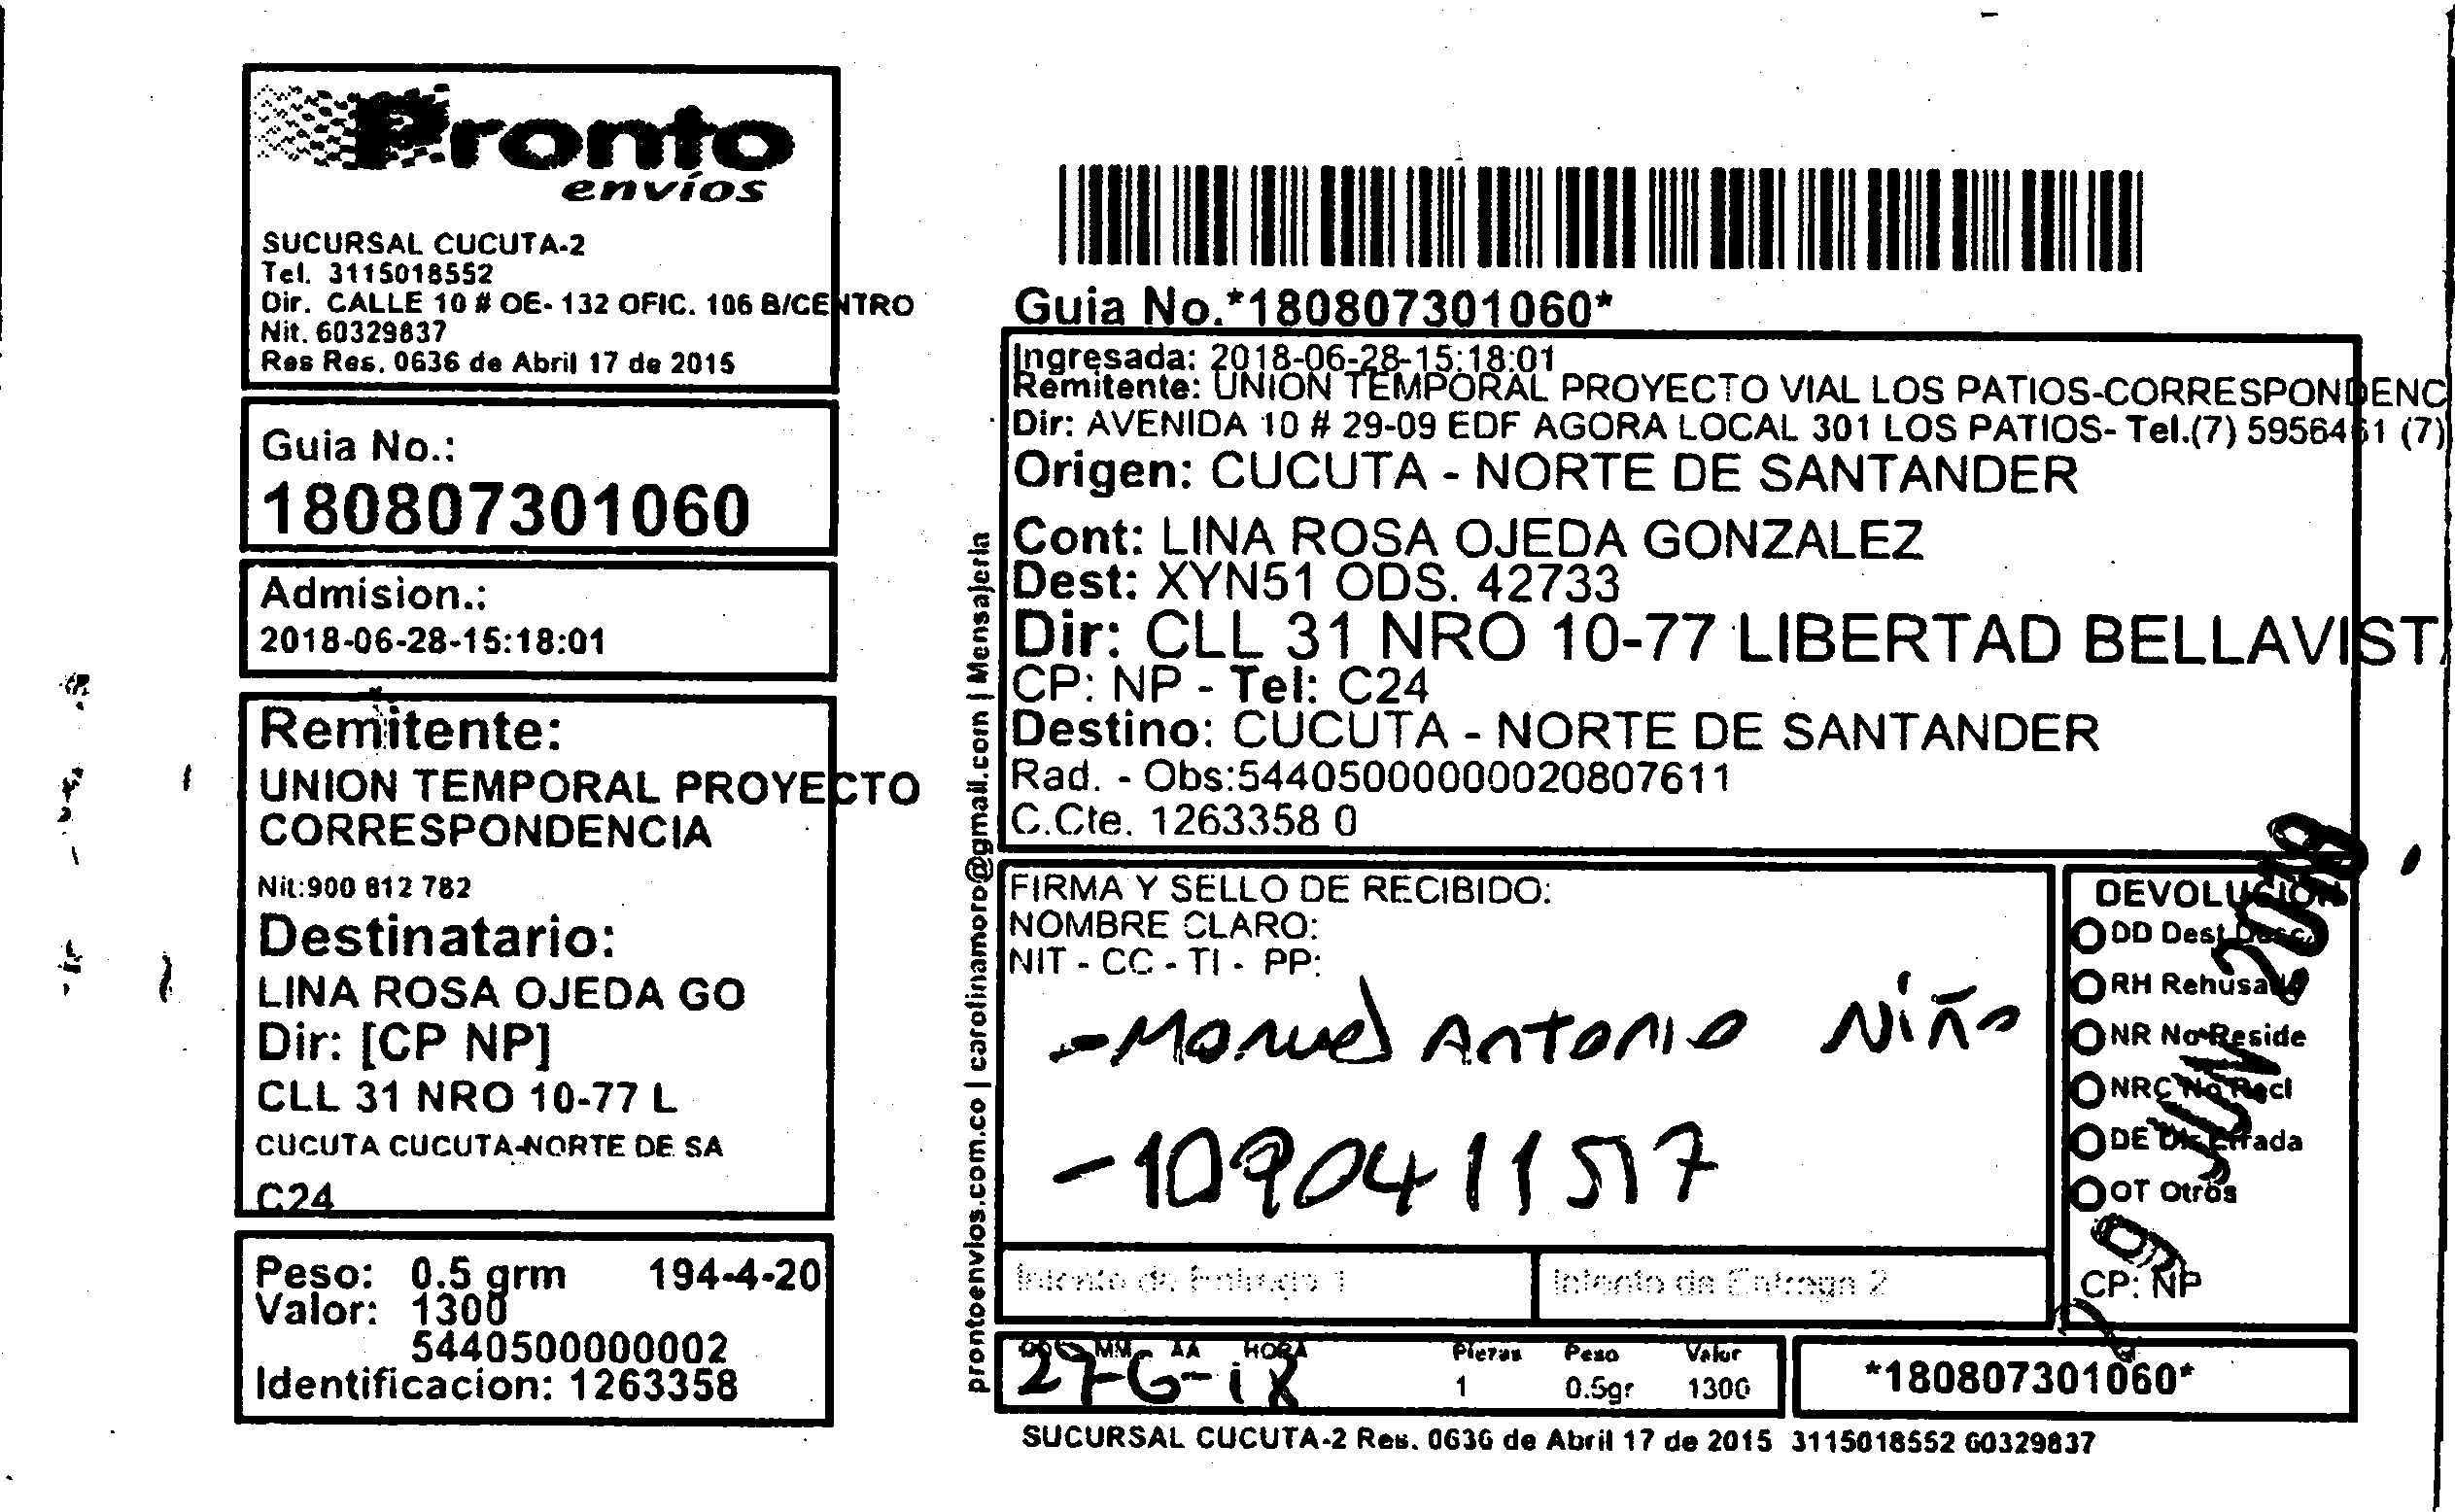 Pronto
envíos
SUCURSAL CUCUTA-2
Tel. 3115018552
Dir. CALLE 10 # OE- 132 OFIC. 106 B/CENTRO
Nit. 60329837
Res Res. 0636 de Abril 17 de 2015
Guia No.:
180807301060
Admision.:
2018-06-28-15:18:01
Remitente:
UNION TEMPORAL PROYECTO
CORRESPONDENCIA
Nit:900 812 782
Destinatario:
LINA ROSA OJEDA GO
Dir: [CP NP]
CLL 31 NRO 10-77 L
CUCUTA CUCUTA-NORTE DE SA
C24
Peso: 0.5 grm 194-4-20
Valor: 1300
5440500000002
Identificacion: 1263358
prontoenvios.com.co | carolinamoro@gmail.com | Mensajeria
Guia No.*180807301060*
Ingresada: 2018-06-28-15:18:01
Remitente: UNION TEMPORAL PROYECTO VIAL LOS PATIOS-CORRESPONDENC
Dir: AVENIDA 10 # 29-09 EDF AGORA LOCAL 301 LOS PATIOS- Tel.(7) 5956461 (7)
Origen: CUCUTA - NORTE DE SANTANDER
Cont: LINA ROSA OJEDA GONZALEZ
Dest: XYN51 ODS. 42733
Dir: CLL 31 NRO 10-77 LIBERTAD BELLAVISTA
CP: NP - Tel: C24
Destino: CUCUTA - NORTE DE SANTANDER
Rad. - Obs:54405000000020807611
C.Cte. 1263358 0
FIRMA Y SELLO DE RECIBIDO:
NOMBRE CLARO:
NIT - CC - TI - PP:
-Manuel Antonio Niño
-1090411517
Intento de Entrega 1
Intento de Entrega 2
DEVOLUCION
DD Dest Desc.
RH Rehusado
NR No Reside
NRC No Recl
DE Dir Errada
OT Otros
CP: NP
JUN 2018
MM AA HORA Piezas Peso Valor
27-6-18 1 0.5gr 1300
*180807301060*
SUCURSAL CUCUTA-2 Res. 0636 de Abril 17 de 2015 3115018552 60329837